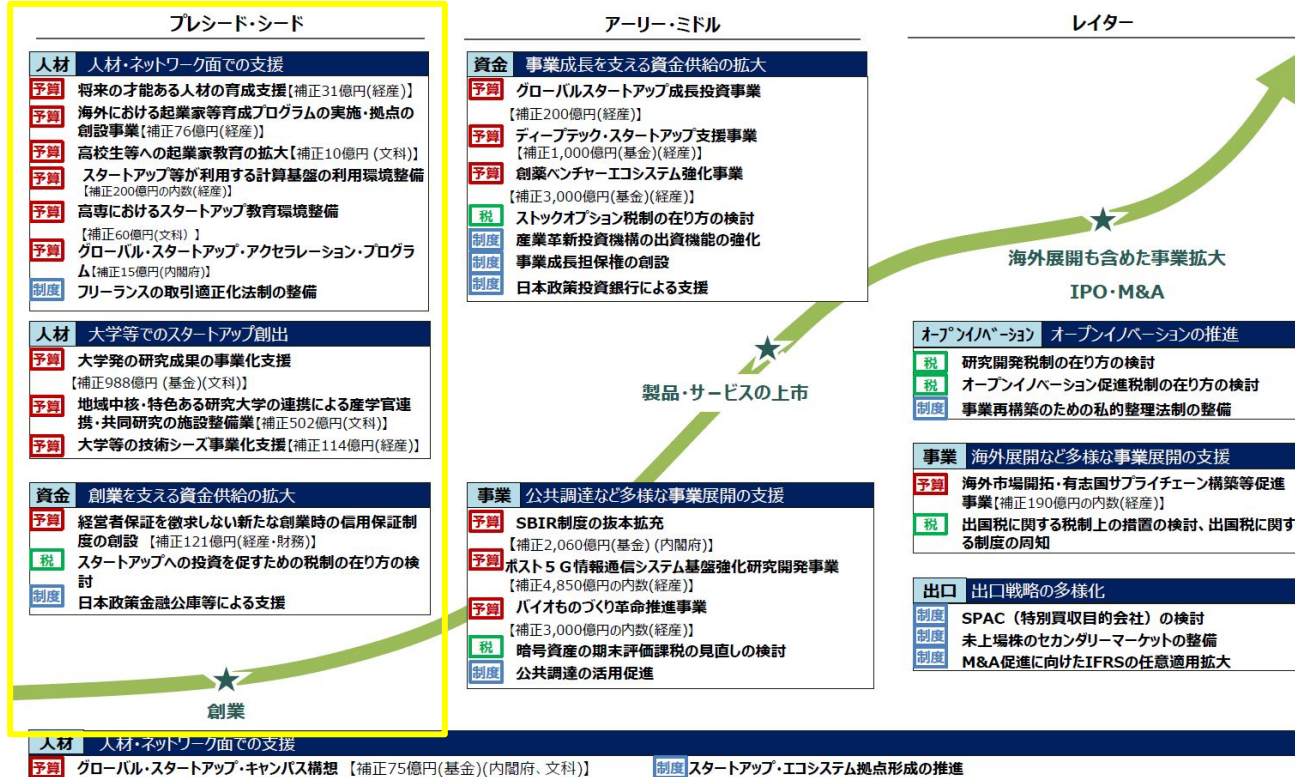 プレシード・シード
人材 人材・ネットワーク面での支援
予算 将来の才能ある人材の育成支援【補正31億円(経産)】
予算 海外における起業家等育成プログラムの実施・拠点の
創設事業【補正76億円(経産)】
予算 高校生等への起業家教育の拡大【補正10億円 (文科)】
予算 スタートアップ等が利用する計算基盤の利用環境整備
【補正200億円の内数(経産)】
予算 高専におけるスタートアップ教育環境整備
【補正60億円(文科) 】
予算 グローバル・スタートアップ・アクセラレーション・プログラ
ム【補正15億円(内閣府)】
制度 フリーランスの取引適正化法制の整備
人材 大学等でのスタートアップ創出
予算 大学発の研究成果の事業化支援
【補正988億円 (基金)(文科)】
予算 地域中核・特色ある研究大学の連携による産学官連
携・共同研究の施設整備業【補正502億円(文科)】
予算 大学等の技術シーズ事業化支援【補正114億円(経産)】
資金 創業を支える資金供給の拡大
予算 経営者保証を徴求しない新たな創業時の信用保証制
度の創設 【補正121億円(経産・財務)】
税 スタートアップへの投資を促すための税制の在り方の検
討
制度 日本政策金融公庫等による支援
創業
アーリー・ミドル
資金 事業成長を支える資金供給の拡大
予算 グローバルスタートアップ成長投資事業
【補正200億円(経産)】
予算 ディープテック・スタートアップ支援事業
【補正1,000億円(基金)(経産)】
予算 創薬ベンチャーエコシステム強化事業
【補正3,000億円(基金)(経産)】
税 ストックオプション税制の在り方の検討
制度 産業革新投資機構の出資機能の強化
制度 事業成長担保権の創設
制度 日本政策投資銀行による支援
製品・サービスの上市
事業 公共調達など多様な事業展開の支援
予算 SBIR制度の抜本拡充
【補正2,060億円(基金) (内閣府)】
予算 ポスト5G情報通信システム基盤強化研究開発事業
【補正4,850億円の内数(経産)】
予算 バイオものづくり革命推進事業
【補正3,000億円の内数(経産)】
税 暗号資産の期末評価課税の見直しの検討
制度 公共調達の活用促進
レイター
海外展開も含めた事業拡大
IPO・M&A
オープンイノベーション オープンイノベーションの推進
税 研究開発税制の在り方の検討
税 オープンイノベーション促進税制の在り方の検討
制度 事業再構築のための私的整理法制の整備
事業 海外展開など多様な事業展開の支援
予算 海外市場開拓・有志国サプライチェーン構築等促進
事業【補正190億円の内数(経産)】
税 出国税に関する税制上の措置の検討、出国税に関す
る制度の周知
出口 出口戦略の多様化
制度 SPAC（特別買収目的会社）の検討
制度 未上場株のセカンダリーマーケットの整備
制度 M&A促進に向けたIFRSの任意適用拡大
人材 人材・ネットワーク面での支援
予算 グローバル・スタートアップ・キャンパス構想 【補正75億円(基金)(内閣府、文科)】
制度 スタートアップ・エコシステム拠点形成の推進